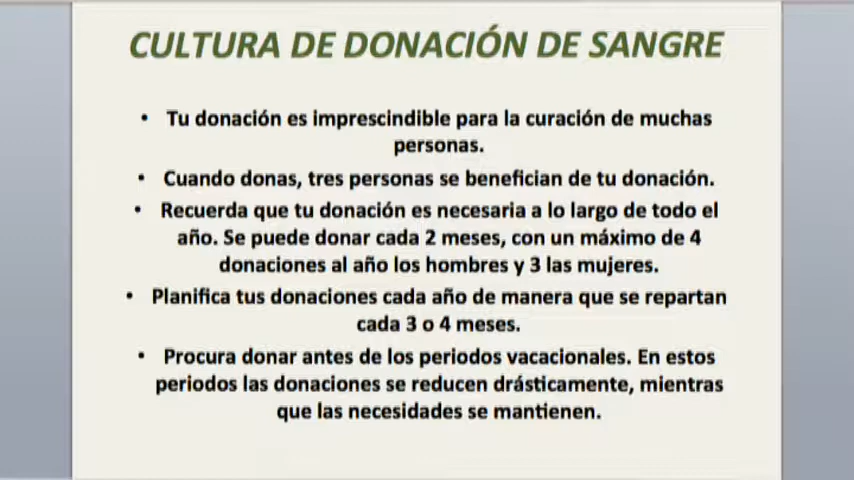 CULTURA DE DONACIÓN DE SANGRE
• Tu donación es imprescindible para la curación de muchas
personas.
• Cuando donas, tres personas se benefician de tu donación.
• Recuerda que tu donación es necesaria a lo largo de todo el
año. Se puede donar cada 2 meses, con un máximo de 4
donaciones al año los hombres y 3 las mujeres.
• Planifica tus donaciones cada año de manera que se repartan
cada 3 o 4 meses.
• Procura donar antes de los periodos vacacionales. En estos
periodos las donaciones se reducen drásticamente, mientras
que las necesidades se mantienen.